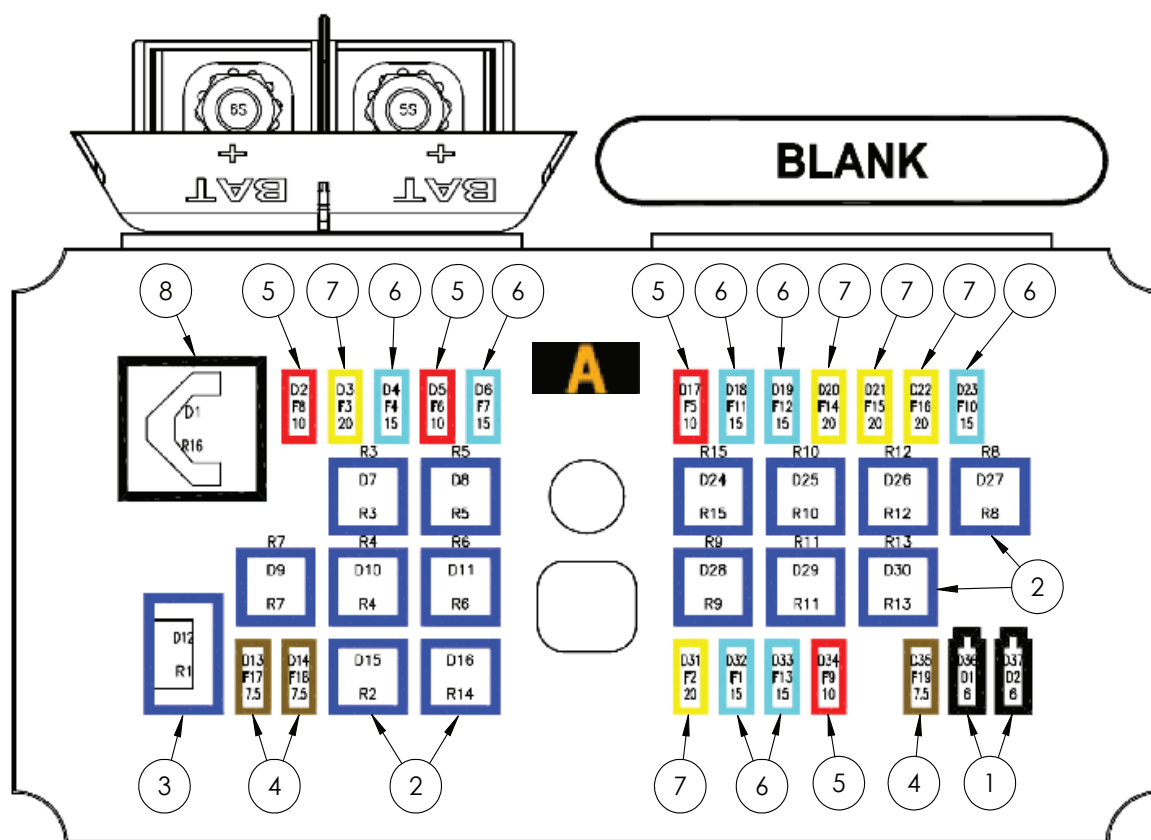 6S 5S
+ +
BAT BAT
BLANK
8 5 7 6 5 6 5 6 6 7 7 7 6
A
D2 D3 D4 D5 D6 D17 D18 D19 D20 D21 D22 D23
F8 F3 F4 F6 F7 F5 F11 F12 F14 F15 F16 F10
10 20 15 10 15 10 15 15 20 20 20 15
D1
R16
R3 R5 R15 R10 R12 R8
D7 D8 D24 D25 D26 D27
R3 R5 R15 R10 R12 R8
R7 R4 R6 R9 R11 R13
D9 D10 D11 D28 D29 D30
R7 R4 R6 R9 R11 R13
2
D12 D13 D14 D15 D16 D31 D32 D33 D34 D35 D36 D37
R1 F17 F18 R2 R14 F2 F1 F13 F9 F19 D1 D2
7.5 7.5 20 15 15 10 7.5 6 6
3 4 2 7 6 5 4 1